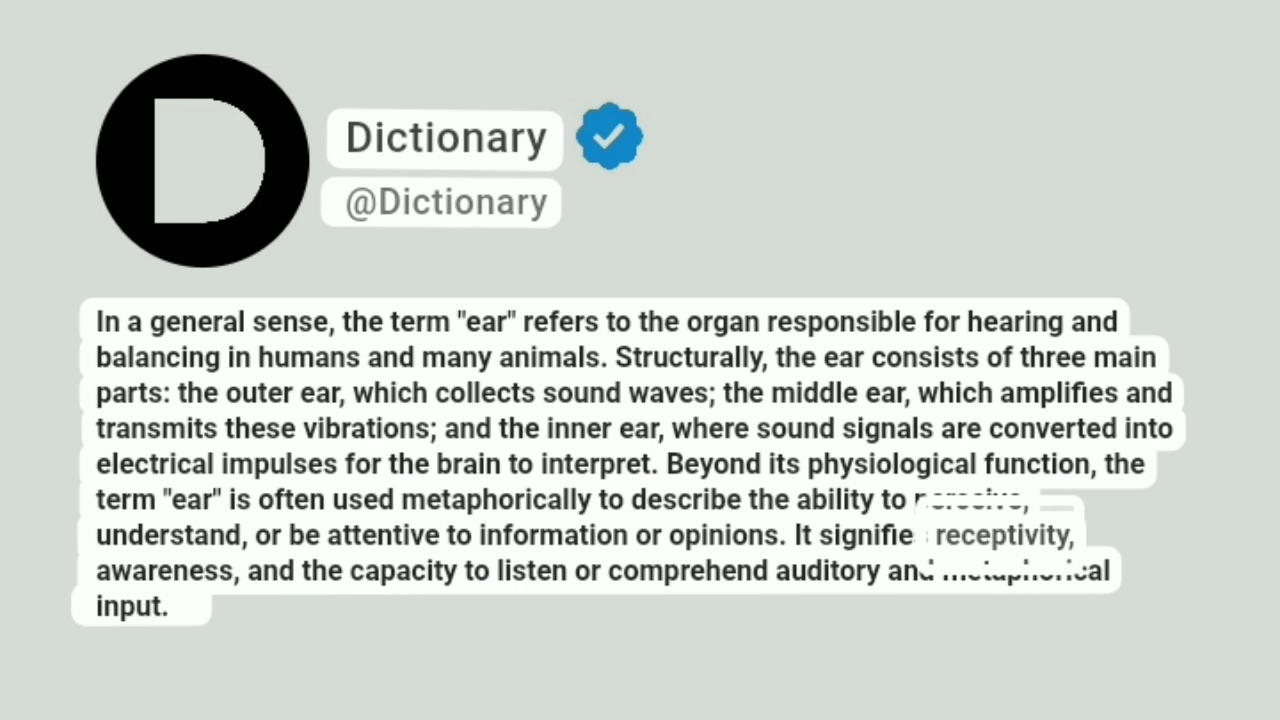 D
Dictionary
@Dictionary
In a general sense, the term "ear" refers to the organ responsible for hearing and
balancing in humans and many animals. Structurally, the ear consists of three main
parts: the outer ear, which collects sound waves; the middle ear, which amplifies and
transmits these vibrations; and the inner ear, where sound signals are converted into
electrical impulses for the brain to interpret. Beyond its physiological function, the
term "ear" is often used metaphorically to describe the ability to
understand, or be attentive to information or opinions. It receptivity,
awareness, and the capacity to listen or comprehend auditory and
input.